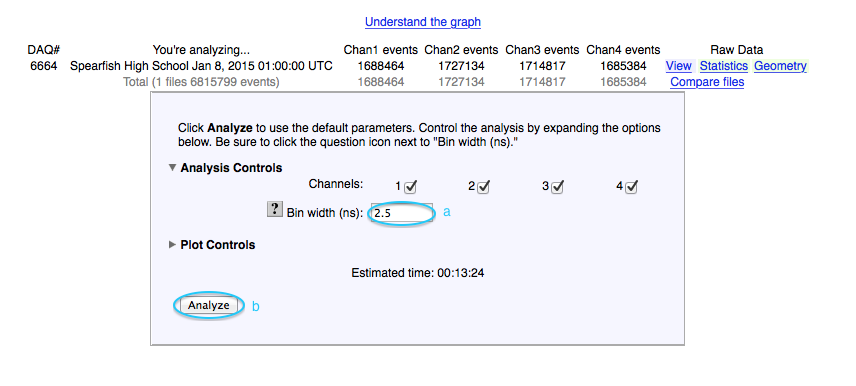 Understand the graph
DAQ# You're analyzing... Chan1 events Chan2 events Chan3 events Chan4 events Raw Data
6664 Spearfish High School Jan 8, 2015 01:00:00 UTC 1688464 1727134 1714817 1685384 View Statistics Geometry
Total (1 files 6815799 events) 1688464 1727134 1714817 1685384 Compare files
Click Analyze to use the default parameters. Control the analysis by expanding the options
below. Be sure to click the question icon next to "Bin width (ns)."
Analysis Controls
Channels: 1 2 3 4
? Bin width (ns): 2.5 a
Plot Controls
Estimated time: 00:13:24
Analyze b